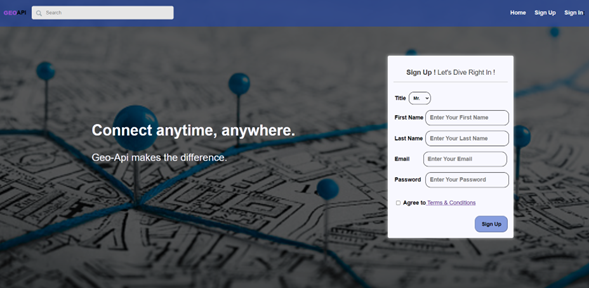 GEOAPI Search Home Sign Up Sign In
Sign Up ! Let's Dive Right In !
Title Mr.
First Name Enter Your First Name
Last Name Enter Your Last Name
Connect anytime, anywhere.
Geo-Api makes the difference.
Email Enter Your Email
Password Enter Your Password
Agree to Terms & Conditions
Sign Up